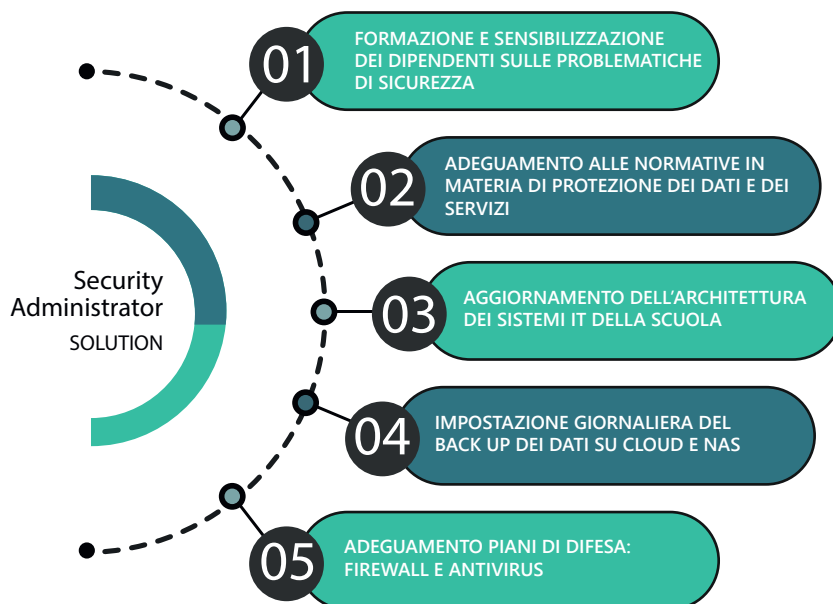 01
FORMAZIONE E SENSIBILIZZAZIONE
DEI DIPENDENTI SULLE PROBLEMATICHE
DI SICUREZZA
02
ADEGUAMENTO ALLE NORMATIVE IN
MATERIA DI PROTEZIONE DEI DATI E DEI
SERVIZI
Security
Administrator
SOLUTION
03
AGGIORNAMENTO DELL'ARCHITETTURA
DEI SISTEMI IT DELLA SCUOLA
04
IMPOSTAZIONE GIORNALIERA DEL
BACK UP DEI DATI SU CLOUD E NAS
05
ADEGUAMENTO PIANI DI DIFESA:
FIREWALL E ANTIVIRUS